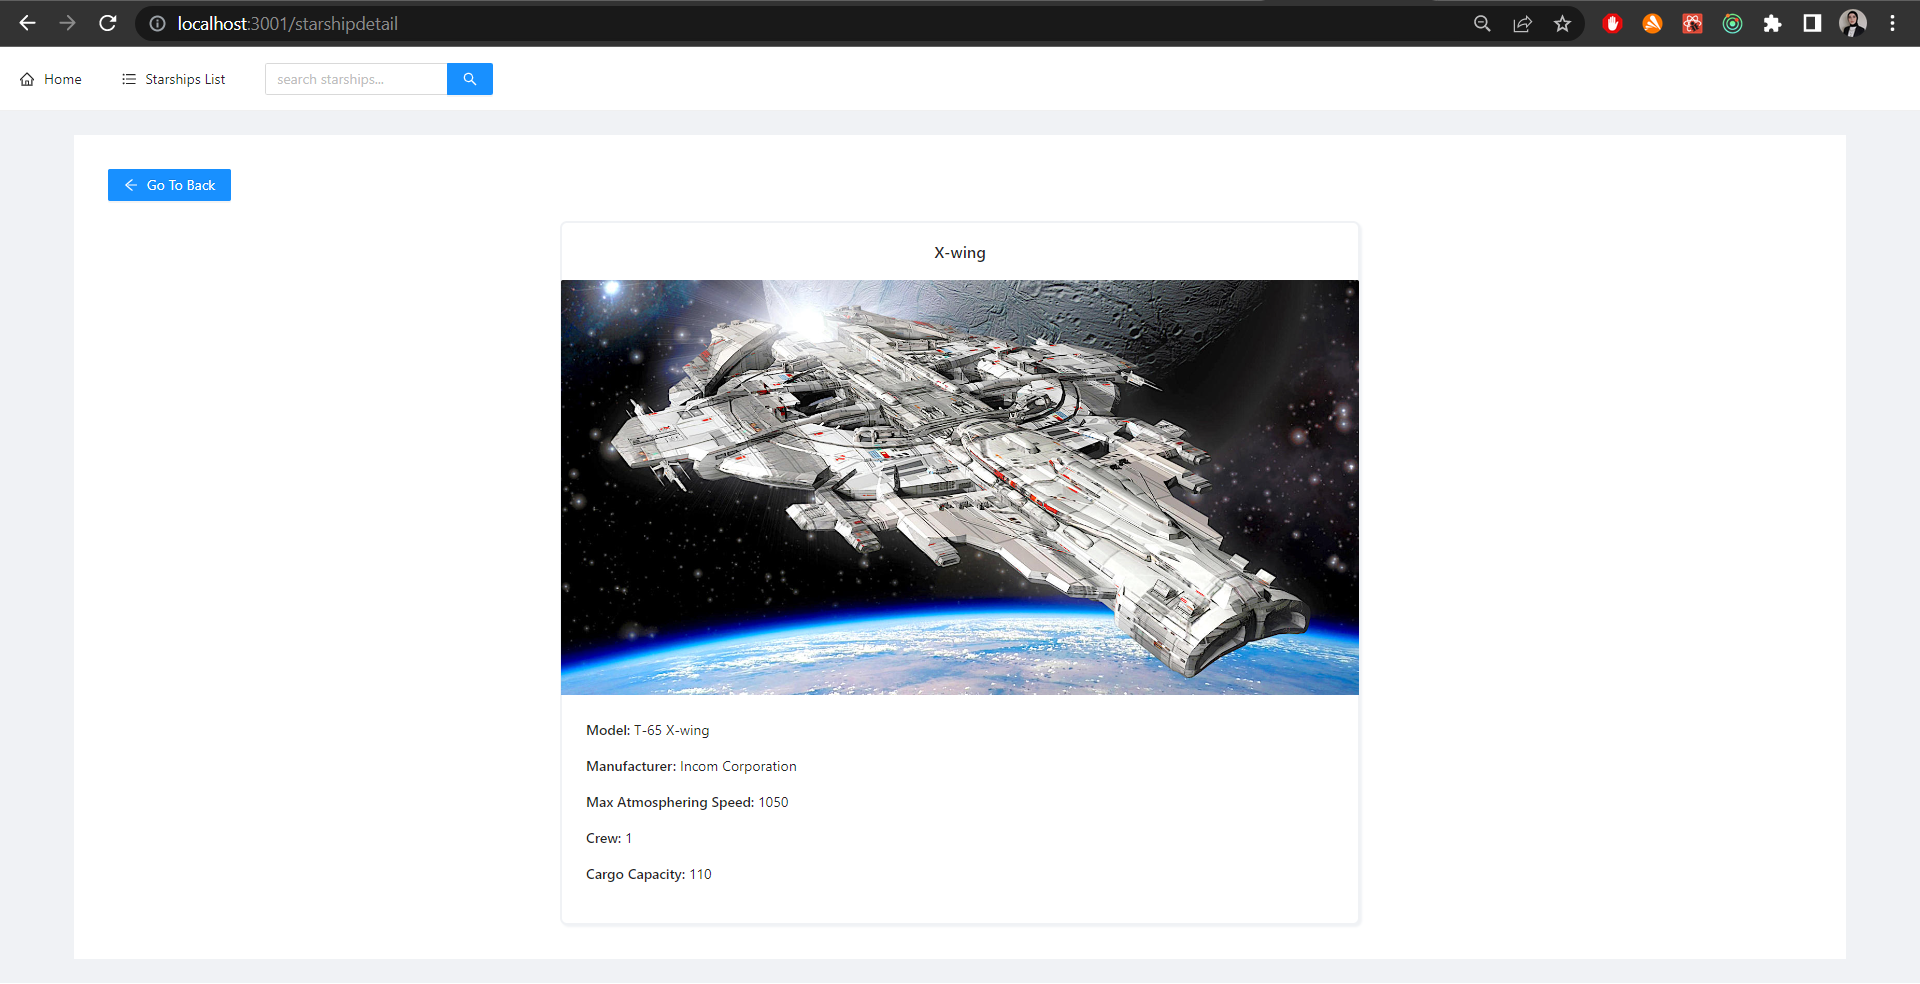 localhost:3001/starshipdetail
Home Starships List search starships...
Go To Back
X-wing
Model: T-65 X-wing
Manufacturer: Incom Corporation
Max Atmosphering Speed: 1050
Crew: 1
Cargo Capacity: 110